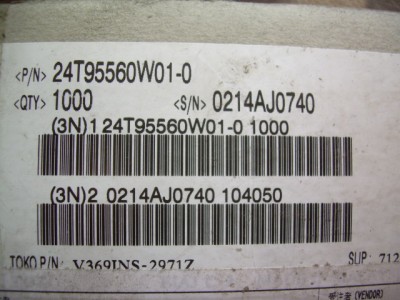 <P/N> 24T95560W01-0
<QTY> 1000 <S/N> 0214AJ0740
(3N)1 24T95560W01-0 1000
(3N)2 0214AJ0740 104050
TOKO P/N: V369INS-2971Z SUP 712
(VENDOR)